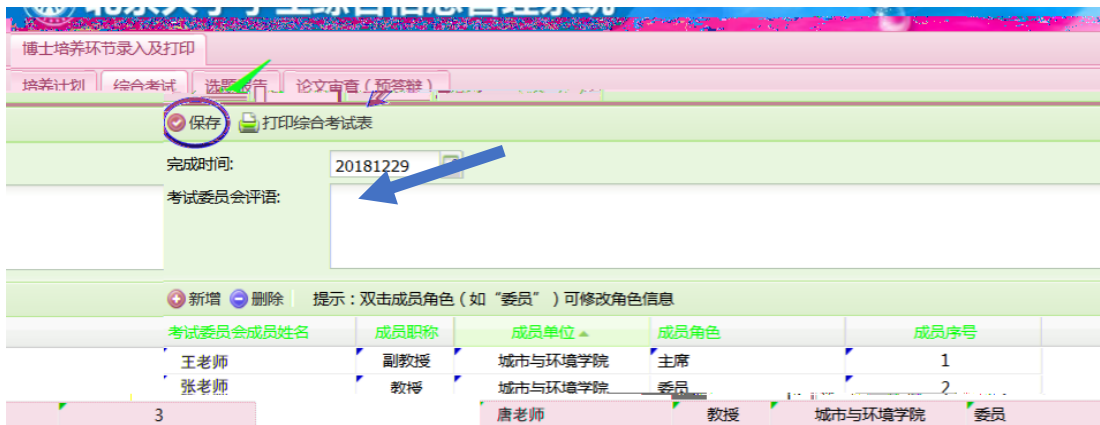 博士培养环节录入及打印
培养计划 综合考试 选题报告 论文审查（预答辩）
保存 打印综合考试表
完成时间: 20181229
考试委员会评语:
新增 删除 提示：双击成员角色（如“委员”）可修改角色信息
考试委员会成员姓名 成员职称 成员单位 成员角色 成员序号
王老师 副教授 城市与环境学院 主席 1
张老师 教授 城市与环境学院 委员 2
3 唐老师 教授 城市与环境学院 委员